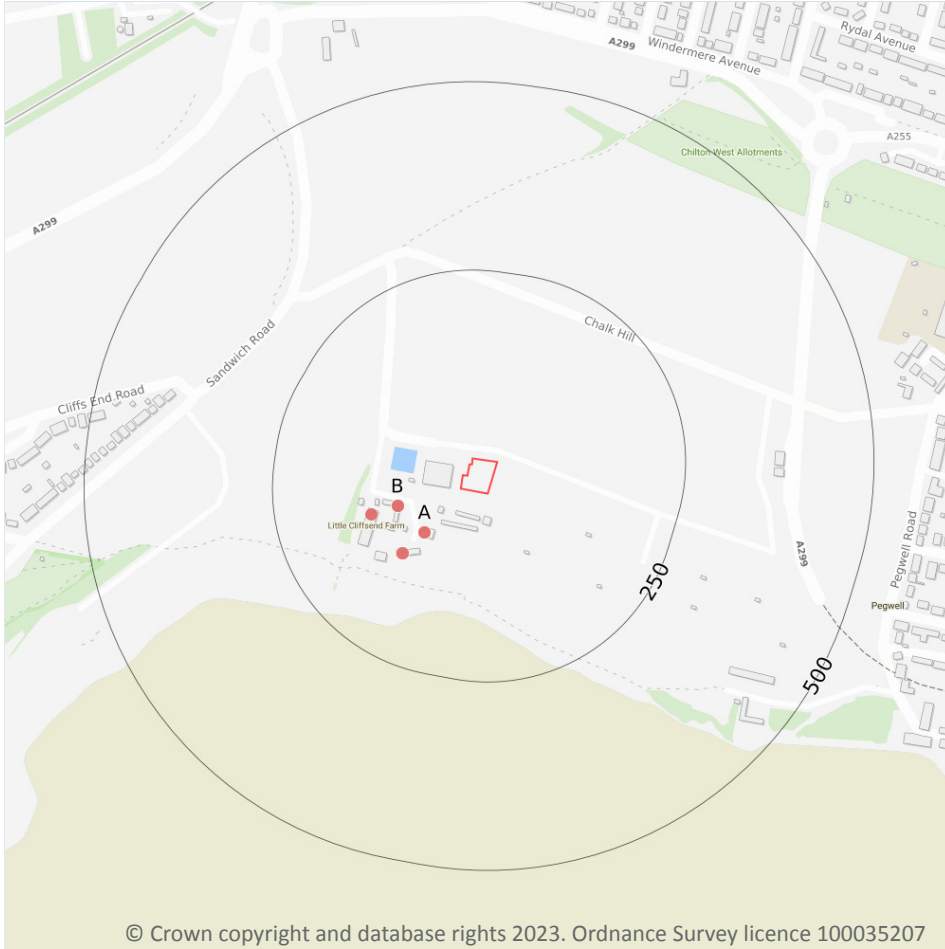 Rydal Avenue
Windermere Avenue
A299
A255
Chilton West Allotments
A299
Chalk Hill
Sandwich Road
Cliffs End Road
B
A
Little Cliffsend Farm
A299
Pegwell Road
250
Pegwell
500
© Crown copyright and database rights 2023. Ordnance Survey licence 100035207